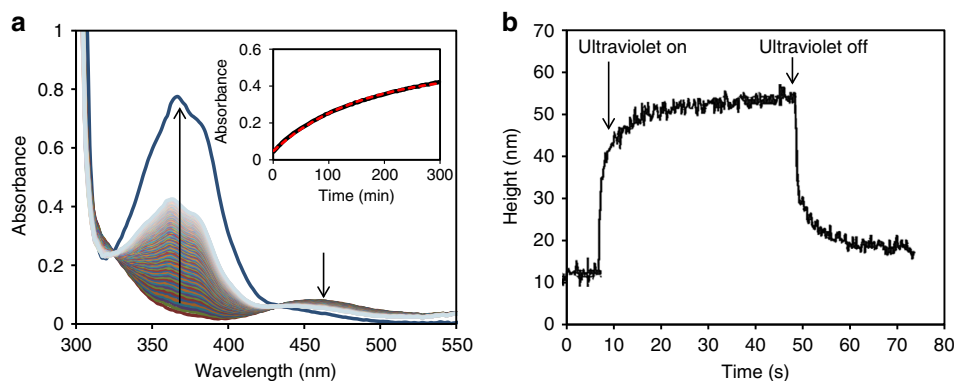 a
Absorbance
1
0.8
0.6
0.4
0.2
0
300 350 400 450 500 550
Wavelength (nm)
Absorbance
0.6
0.4
0.2
0
0 100 200 300
Time (min)
b
Height (nm)
70
60
50
40
30
20
10
0
0 10 20 30 40 50 60 70 80
Time (s)
Ultraviolet on
Ultraviolet off